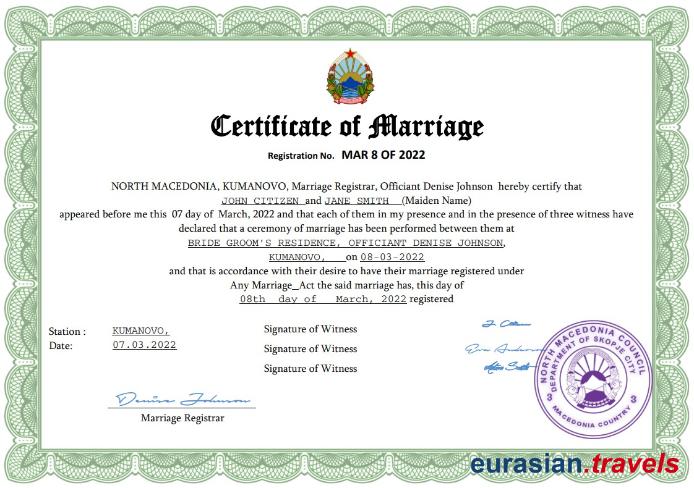 Certificate of Marriage
Registration No. MAR 8 OF 2022
NORTH MACEDONIA, KUMANOVO, Marriage Registrar, Officiant Denise Johnson hereby certify that
JOHN CITIZEN and JANE SMITH (Maiden Name)
appeared before me this 07 day of March, 2022 and that each of them in my presence and in the presence of three witness have
declared that a ceremony of marriage has been performed between them at
BRIDE GROOM'S RESIDENCE, OFFICIANT DENISE JOHNSON,
KUMANOVO, on 08-03-2022
and that is accordance with their desire to have their marriage registered under
Any Marriage_Act the said marriage has, this day of
08th day of March, 2022 registered
Station : KUMANOVO,
Date: 07.03.2022
Signature of Witness
Signature of Witness
Signature of Witness
Eva Anderson
Denise Johnson
Marriage Registrar
NORTH MACEDONIA COUNCIL
DEPARTMENT OF SKOPJE CITY
3 MACEDONIA COUNTRY 3
eurasian.travels